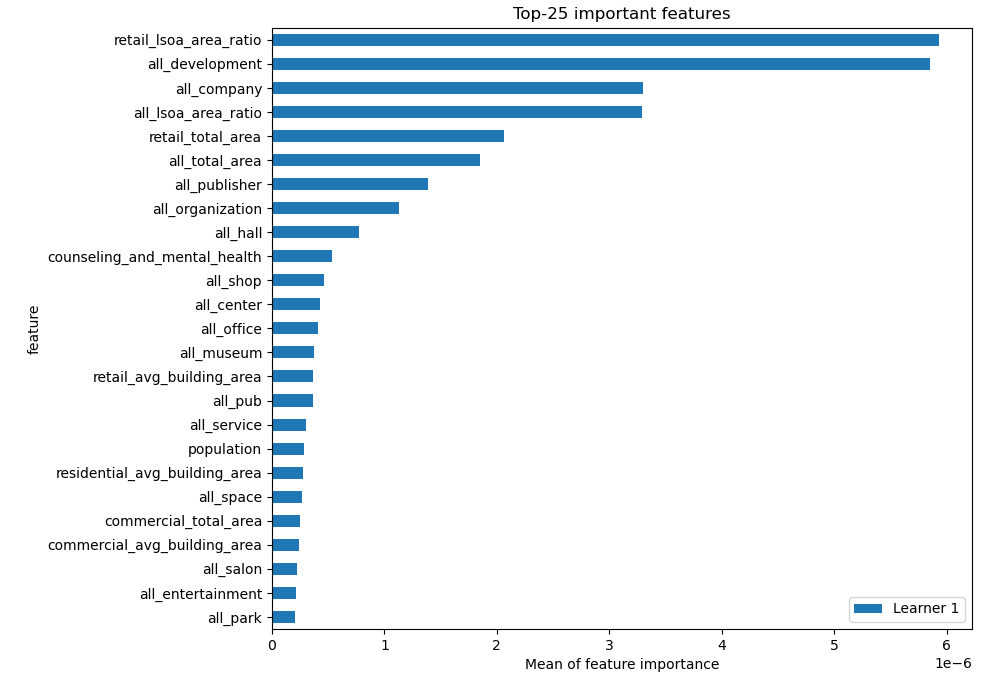 Top-25 important features
retail_lsoa_area_ratio
all_development
all_company
all_lsoa_area_ratio
retail_total_area
all_total_area
all_publisher
all_organization
all_hall
counseling_and_mental_health
all_shop
all_center
all_office
all_museum
retail_avg_building_area
all_pub
all_service
population
residential_avg_building_area
all_space
commercial_total_area
commercial_avg_building_area
all_salon
all_entertainment
all_park
feature
Learner 1
0 1 2 3 4 5 6
Mean of feature importance
1e−6